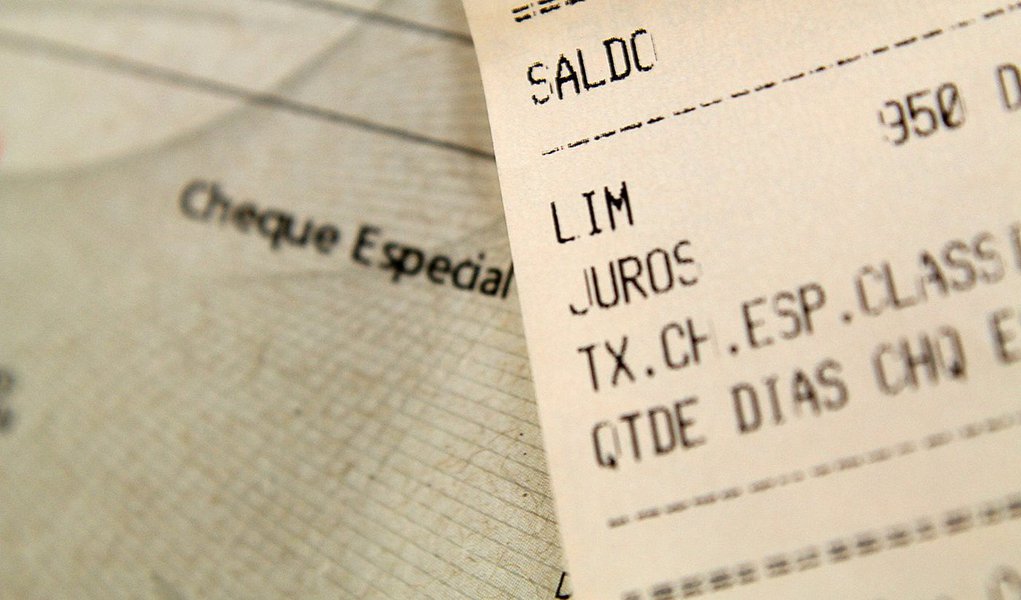 Cheque Especial
SALDO
950 D
LIM
JUROS
TX.CH.ESP.CLASS
QTDE DIAS CHQ E